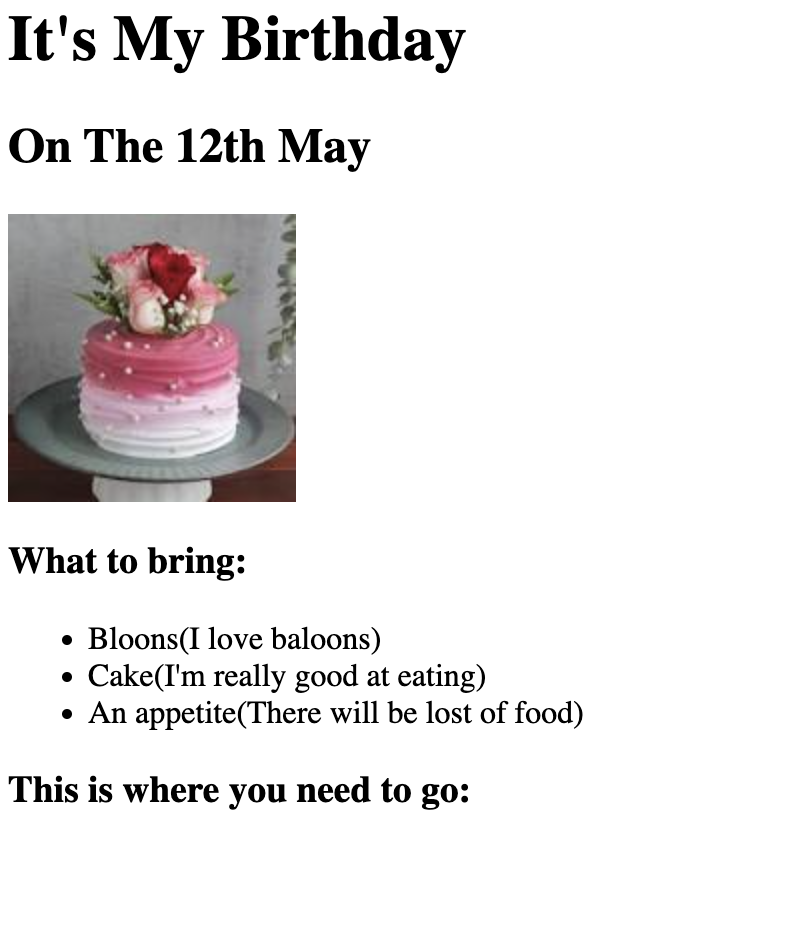 It's My Birthday
On The 12th May
What to bring:
Bloons(I love baloons)
Cake(I'm really good at eating)
An appetite(There will be lost of food)
This is where you need to go: